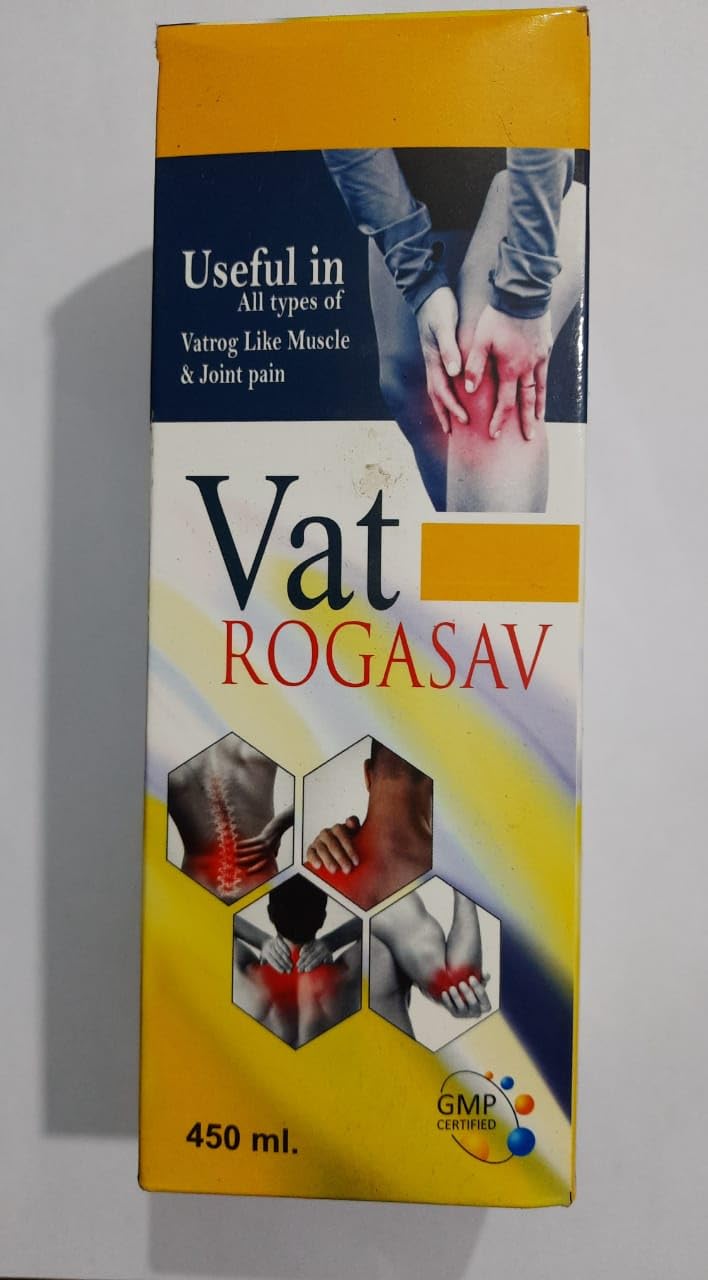 Useful in
All types of
Vatrog Like Muscle
& Joint pain
Vat
ROGASAV
GMP
CERTIFIED
450 ml.